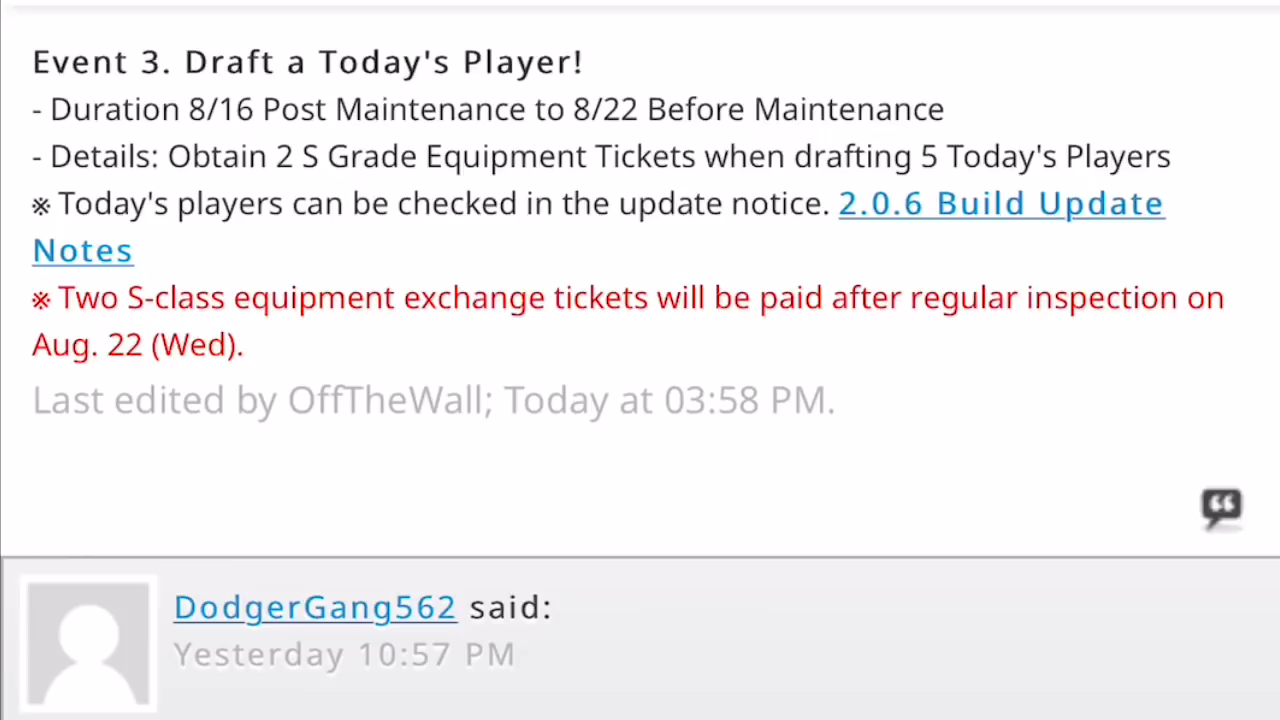 Event 3. Draft a Today's Player!
- Duration 8/16 Post Maintenance to 8/22 Before Maintenance
- Details: Obtain 2 S Grade Equipment Tickets when drafting 5 Today's Players
※ Today's players can be checked in the update notice. 2.0.6 Build Update
Notes
※ Two S-class equipment exchange tickets will be paid after regular inspection on
Aug. 22 (Wed).
Last edited by OffTheWall; Today at 03:58 PM.
DodgerGang562 said:
Yesterday 10:57 PM